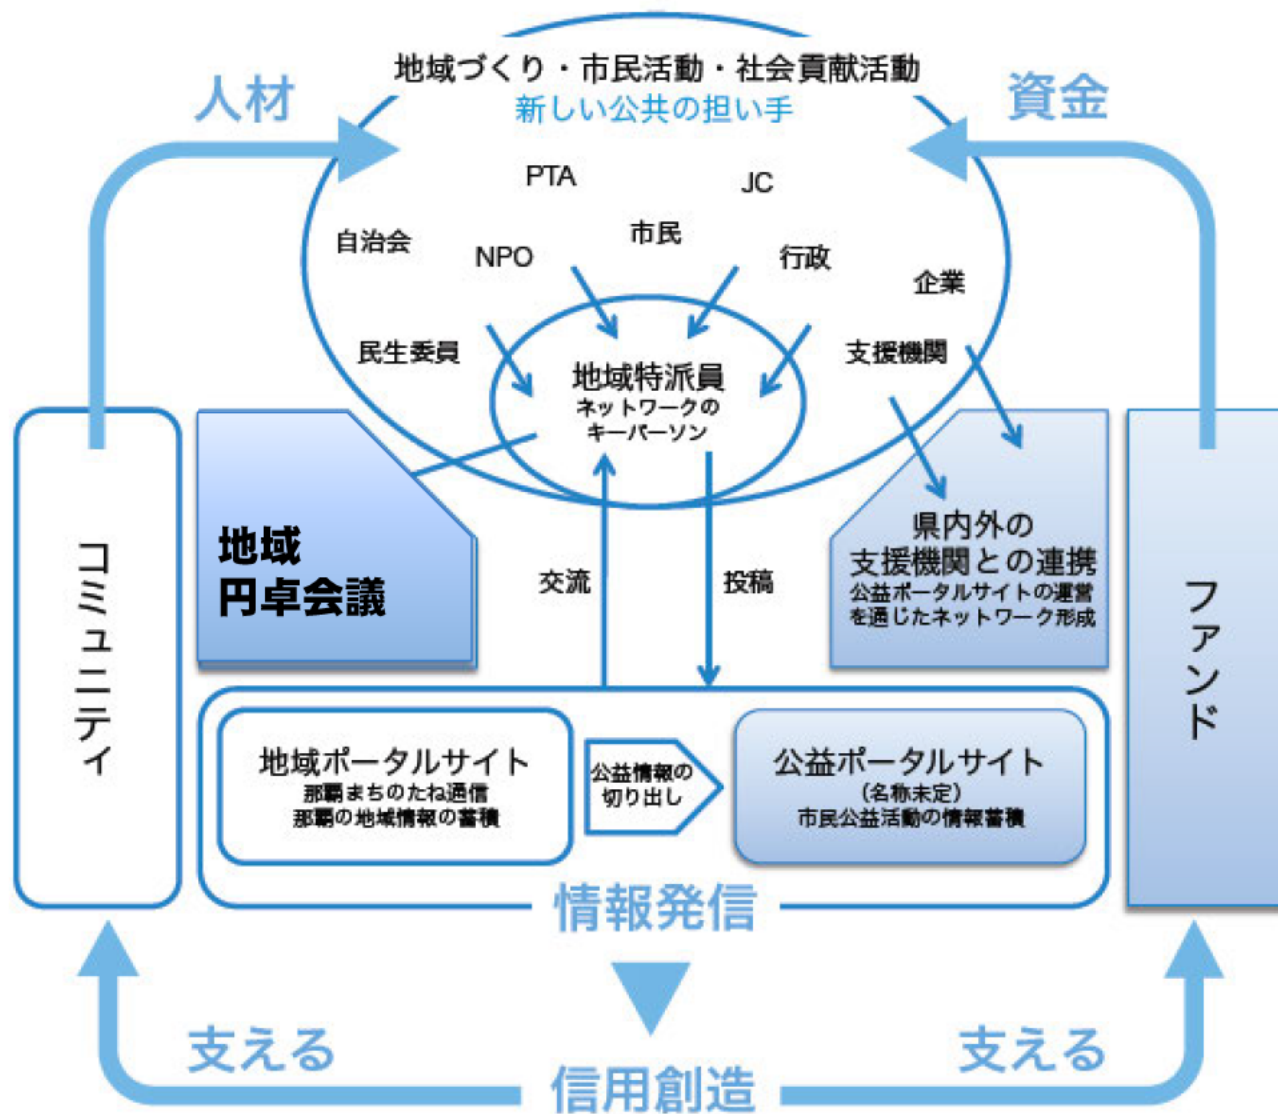 地域づくり・市民活動・社会貢献活動
新しい公共の担い手
人材
資金
PTA
JC
自治会
NPO
市民
行政
企業
民生委員
支援機関
地域特派員
ネットワークの
キーパーソン
地域
円卓会議
交流
投稿
県内外の
支援機関との連携
公益ポータルサイトの運営
を通じたネットワーク形成
コミュニティ
ファンド
地域ポータルサイト
那覇まちのたね通信
那覇の地域情報の蓄積
公益情報の
切り出し
公益ポータルサイト
（名称未定）
市民公益活動の情報蓄積
情報発信
支える
支える
信用創造